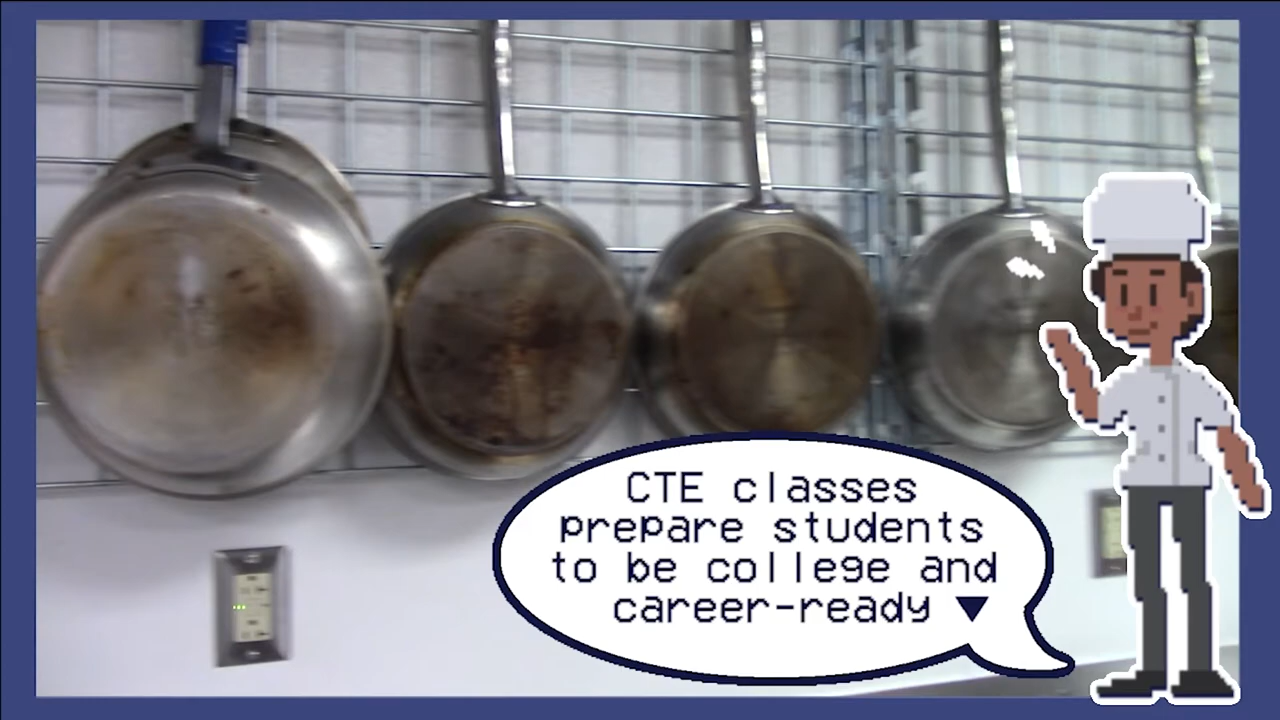 CTE classes
prepare students
to be college and
career-ready